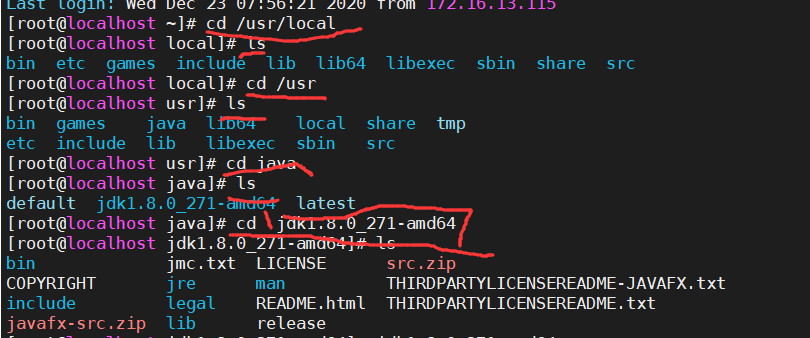 Last login: Wed Dec 23 07:56:21 2020 from 172.16.13.115
[root@localhost ~]# cd /usr/local
[root@localhost local]# ls
bin etc games include lib lib64 libexec sbin share src
[root@localhost local]# cd /usr
[root@localhost usr]# ls
bin games java lib64 local share tmp
etc include lib libexec sbin src
[root@localhost usr]# cd java
[root@localhost java]# ls
default jdk1.8.0_271-amd64 latest
[root@localhost java]# cd jdk1.8.0_271-amd64
[root@localhost jdk1.8.0_271-amd64]# ls
bin jmc.txt LICENSE src.zip
COPYRIGHT jre man THIRDPARTYLICENSEREADME-JAVAFX.txt
include legal README.html THIRDPARTYLICENSEREADME.txt
javafx-src.zip lib release